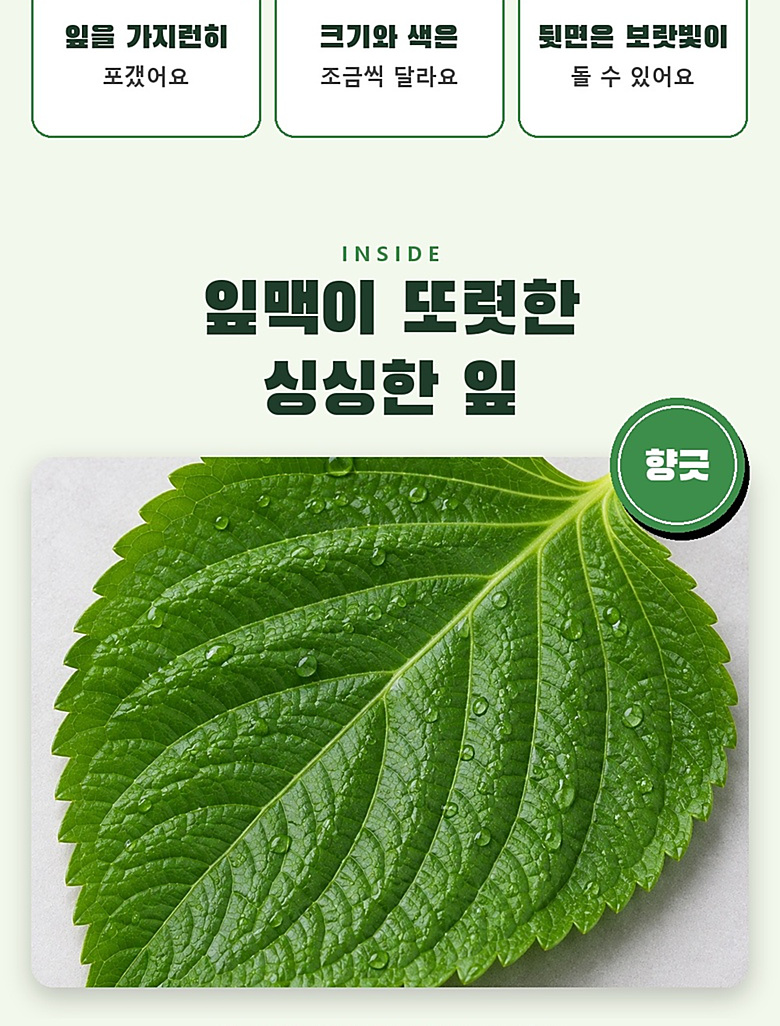 잎을 가지런히
포갰어요
크기와 색은
조금씩 달라요
뒷면은 보랏빛이
돌 수 있어요
INSIDE
잎맥이 또렷한
싱싱한 잎
향긋